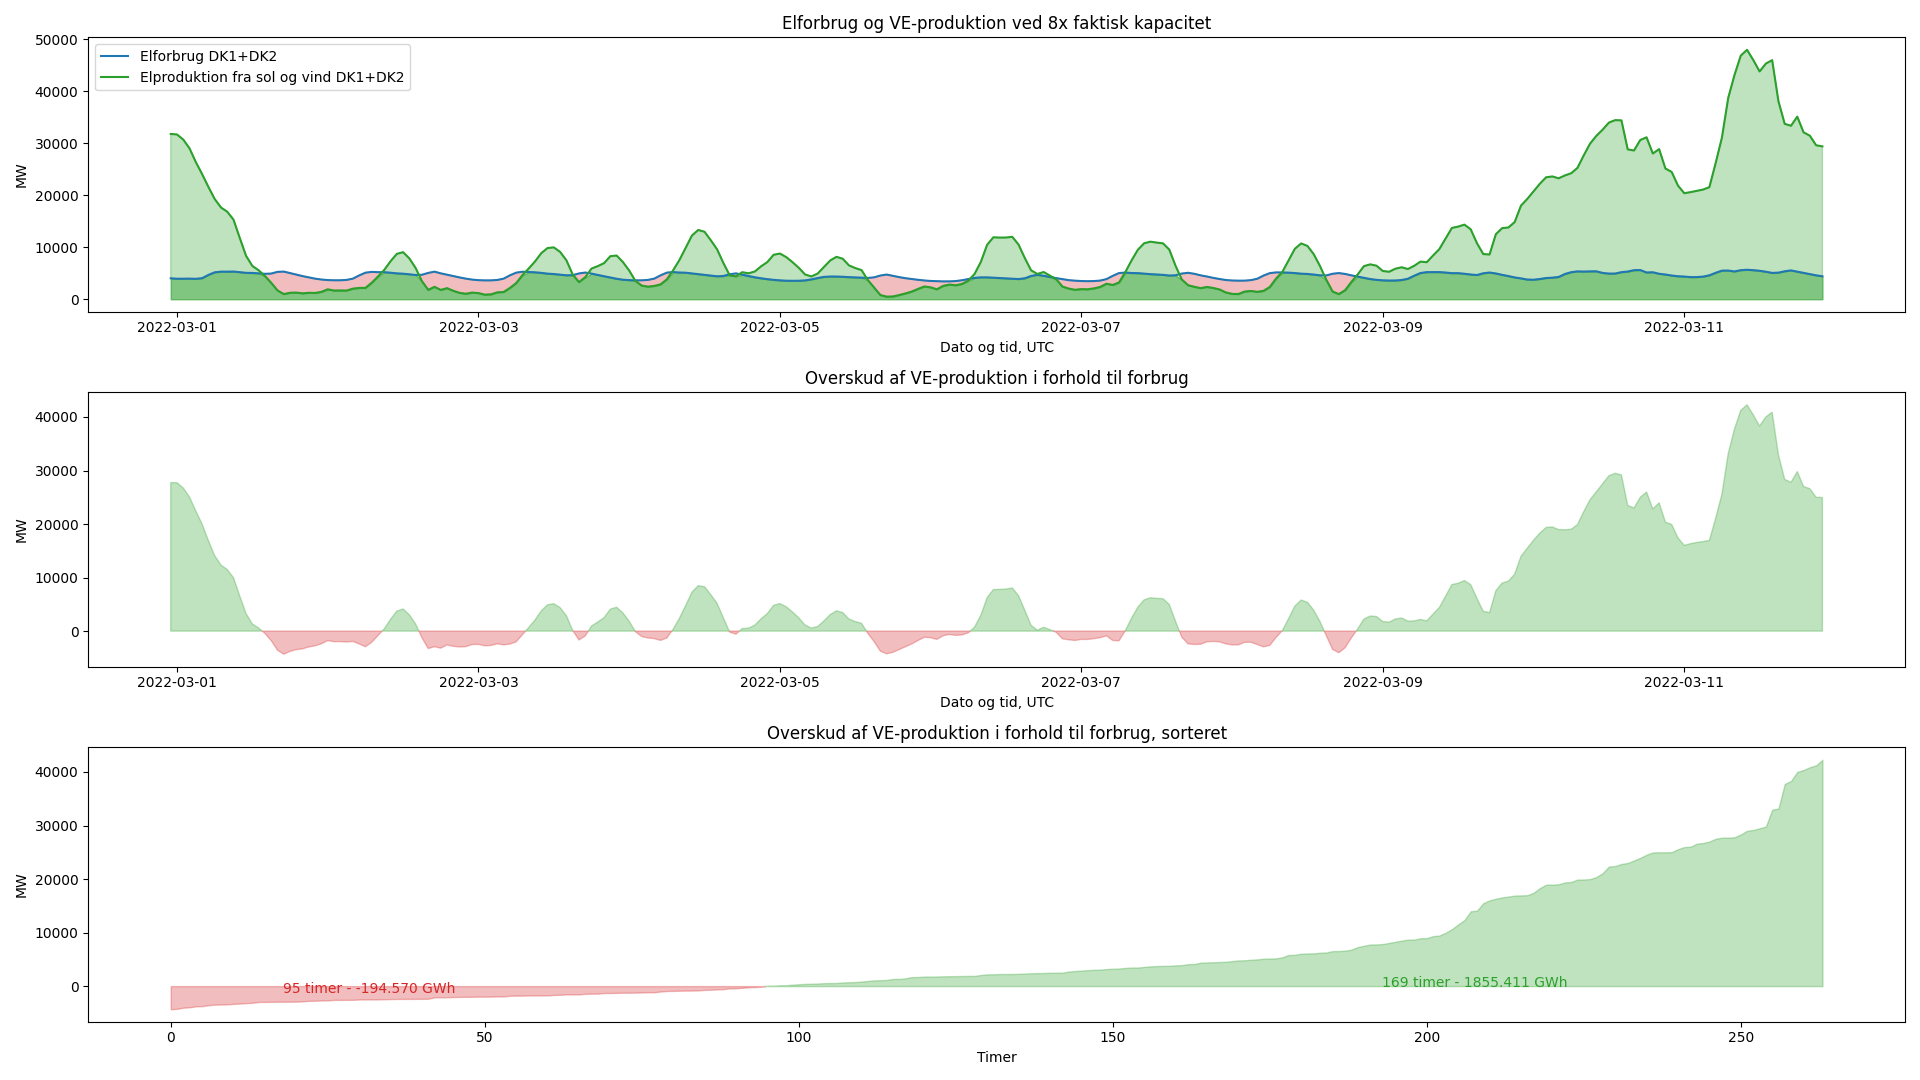 Elforbrug og VE-produktion ved 8x faktisk kapacitet
Elforbrug DK1+DK2
Elproduktion fra sol og vind DK1+DK2
50000
40000
30000
20000
10000
0
MW
2022-03-01 2022-03-03 2022-03-05 2022-03-07 2022-03-09 2022-03-11
Dato og tid, UTC
Overskud af VE-produktion i forhold til forbrug
40000
30000
20000
10000
0
MW
2022-03-01 2022-03-03 2022-03-05 2022-03-07 2022-03-09 2022-03-11
Dato og tid, UTC
Overskud af VE-produktion i forhold til forbrug, sorteret
40000
30000
20000
10000
0
MW
95 timer - -194.570 GWh
169 timer - 1855.411 GWh
0 50 100 150 200 250
Timer